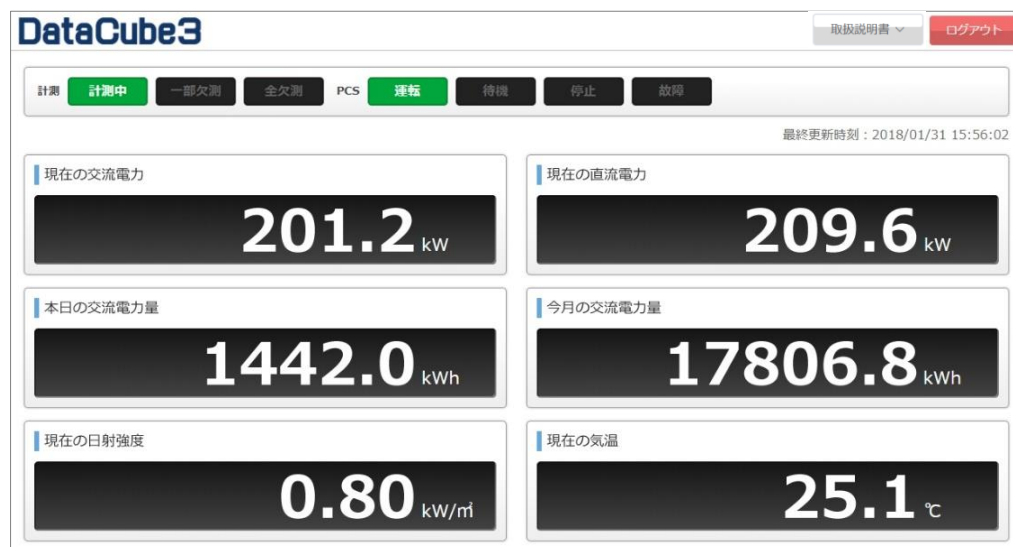 DataCube3
取扱説明書
ログアウト
計測 計測中 一部欠測 全欠測 PCS 運転 待機 停止 故障
最終更新時刻：2018/01/31 15:56:02
現在の交流電力
201.2 kW
現在の直流電力
209.6 kW
本日の交流電力量
1442.0 kWh
今月の交流電力量
17806.8 kWh
現在の日射強度
0.80 kW/㎡
現在の気温
25.1 ℃